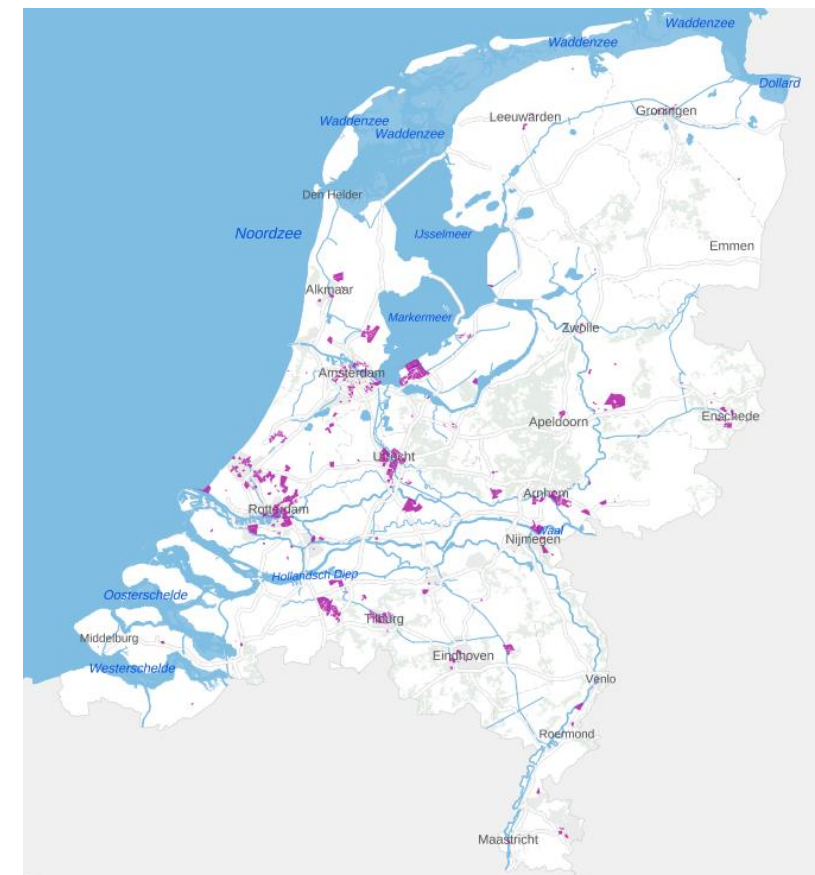 Waddenzee
Waddenzee
Dollard
Waddenzee
Waddenzee
Leeuwarden
Groningen
Den Helder
Noordzee
IJsselmeer
Emmen
Alkmaar
Markermeer
Zwolle
Amsterdam
Apeldoorn
Enschede
Utrecht
Arnhem
Rotterdam
Waal
Nijmegen
Hollandsch Diep
Oosterschelde
Tilburg
Middelburg
Eindhoven
Westerschelde
Venlo
Roermond
Maastricht